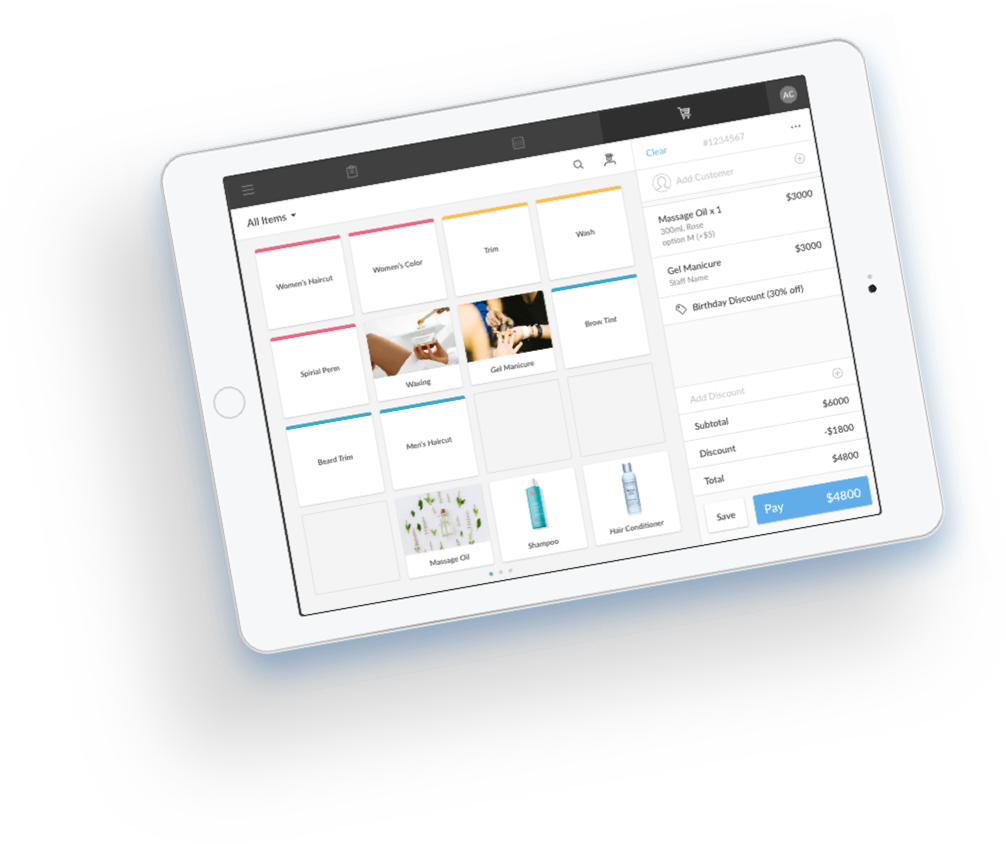 AC
All Items
Clear
#1234567
Add Customer
Women's Haircut
Women's Color
Trim
Wash
Spirial Perm
Waxing
Gel Manicure
Brow Tint
Beard Trim
Men's Haircut
Massage Oil
Shampoo
Hair Conditioner
Massage Oil x 1 $3000
300ml, Rose
option M (+$5)
Gel Manicure $3000
Staff Name
Birthday Discount (30% off)
Add Discount
Subtotal $6000
Discount -$1800
Total $4800
Save
Pay $4800